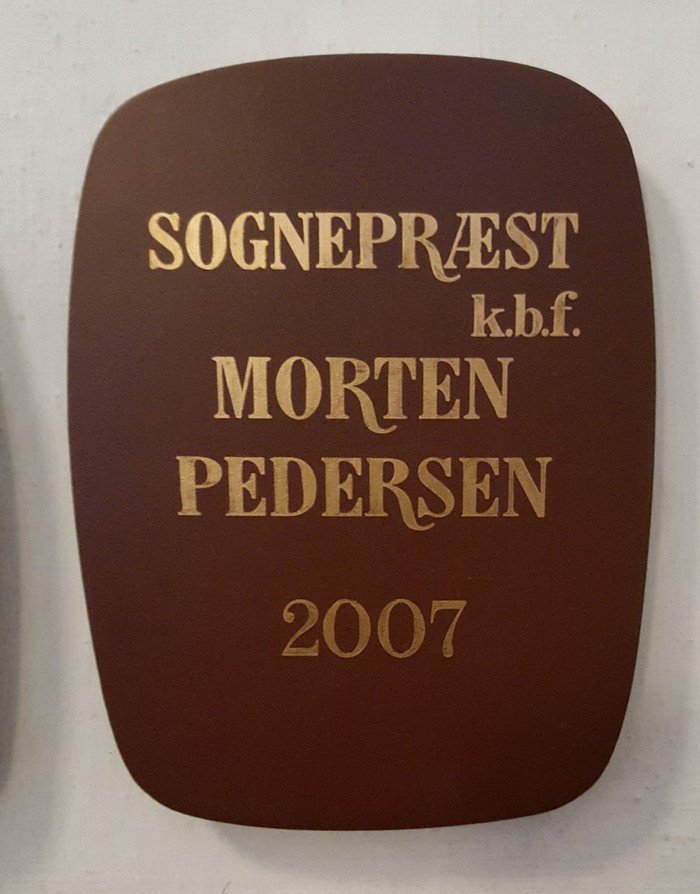 SOGNEPRÆST
k.b.f.
MORTEN
PEDERSEN
2007